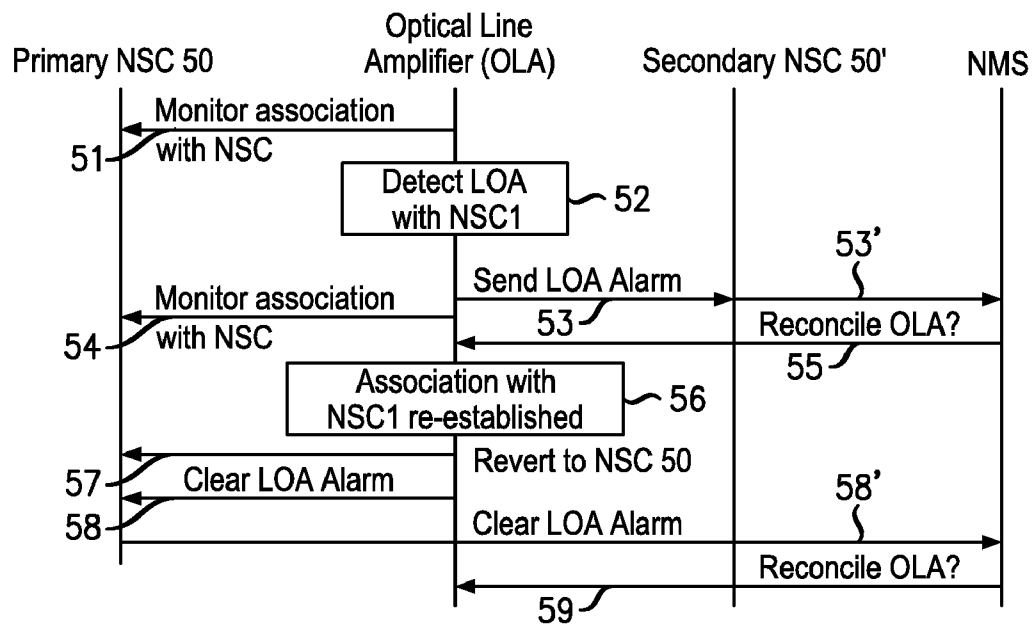 Primary NSC 50
Optical Line
Amplifier (OLA)
Secondary NSC 50'
NMS
Monitor association
with NSC
51
Detect LOA
with NSC1
52
Send LOA Alarm
53
53'
Monitor association
with NSC
54
Reconcile OLA?
55
Association with
NSC1 re-established
56
Revert to NSC 50
57
Clear LOA Alarm
58
Clear LOA Alarm
58'
Reconcile OLA?
59